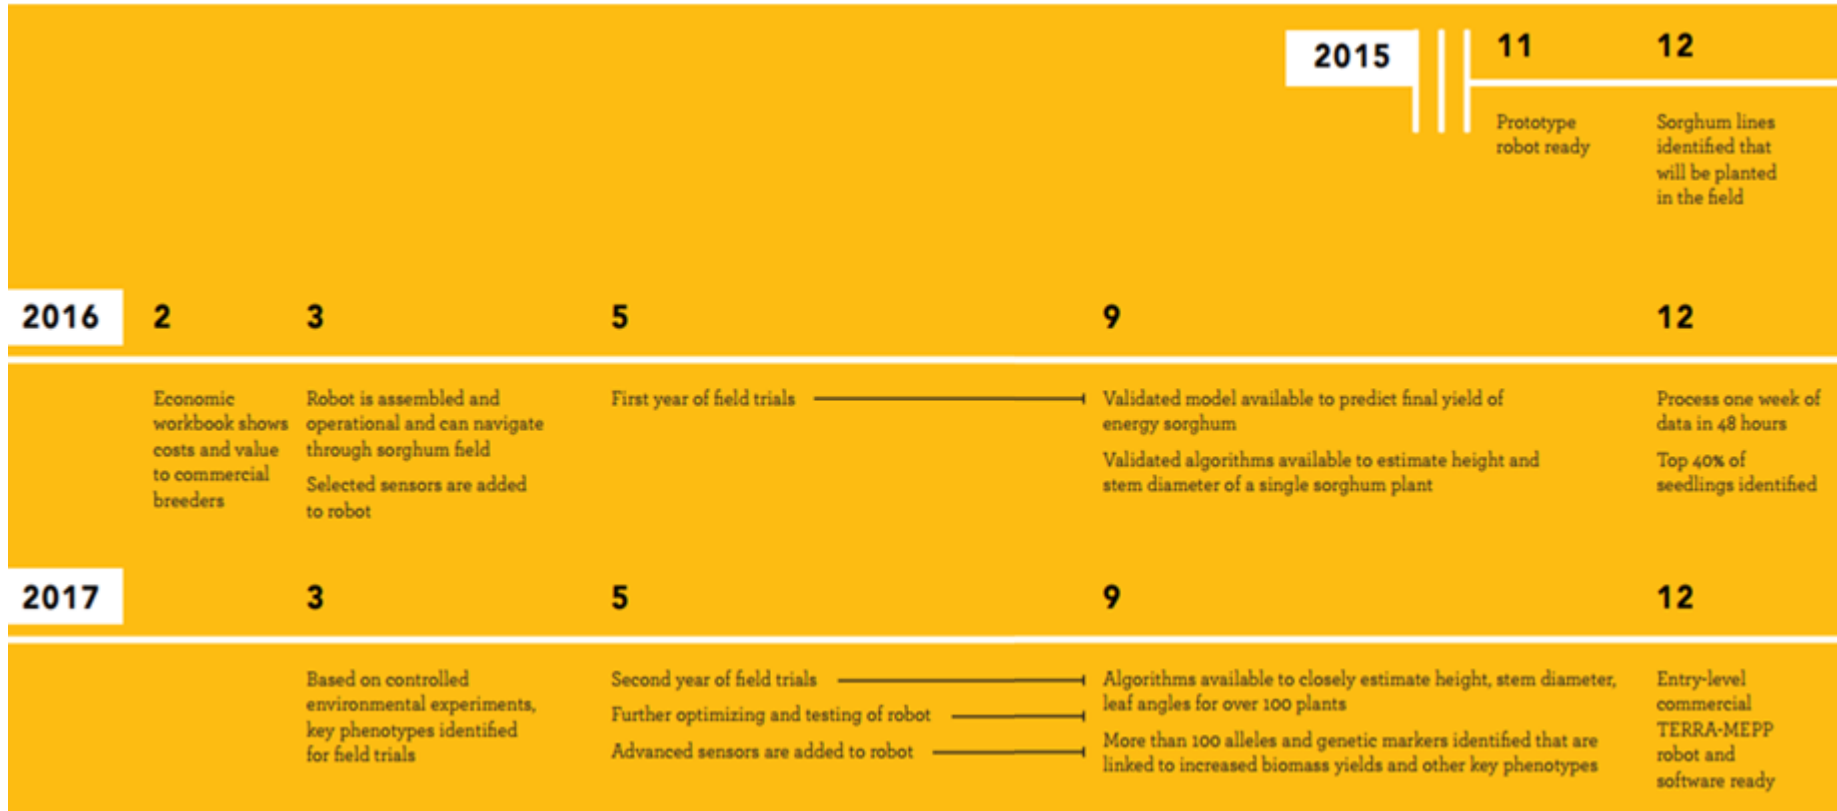 2015
11
12
Prototype
robot ready
Sorghum lines
identified that
will be planted
in the field
2016
2
3
5
9
12
Economic
workbook shows
costs and value
to commercial
breeders
Robot is assembled and
operational and can navigate
through sorghum field
Selected sensors are added
to robot
First year of field trials
Validated model available to predict final yield of
energy sorghum
Validated algorithms available to estimate height and
stem diameter of a single sorghum plant
Process one week of
data in 48 hours
Top 40% of
seedlings identified
2017
3
5
9
12
Based on controlled
environmental experiments,
key phenotypes identified
for field trials
Second year of field trials
Further optimizing and testing of robot
Advanced sensors are added to robot
Algorithms available to closely estimate height, stem diameter,
leaf angles for over 100 plants
More than 100 alleles and genetic markers identified that are
linked to increased biomass yields and other key phenotypes
Entry-level
commercial
TERRA-MEPP
robot and
software ready